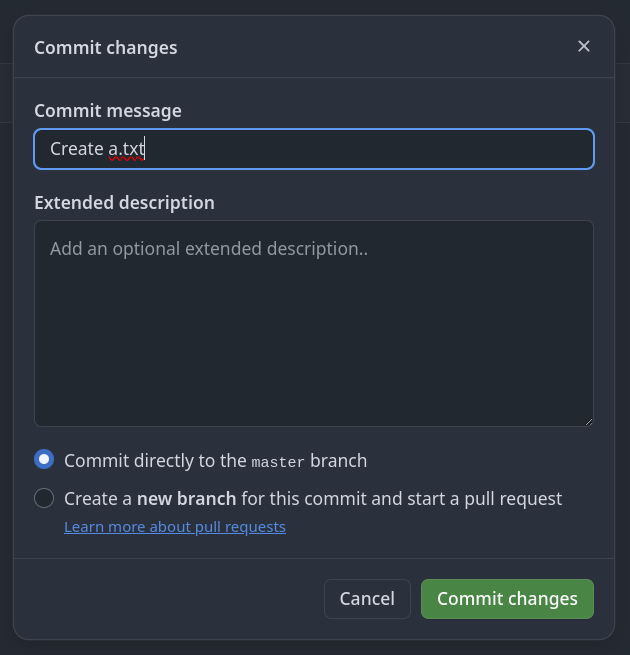 Commit changes
Commit message
Create a.txt
Extended description
Add an optional extended description..
Commit directly to the master branch
Create a new branch for this commit and start a pull request
Learn more about pull requests
Cancel
Commit changes